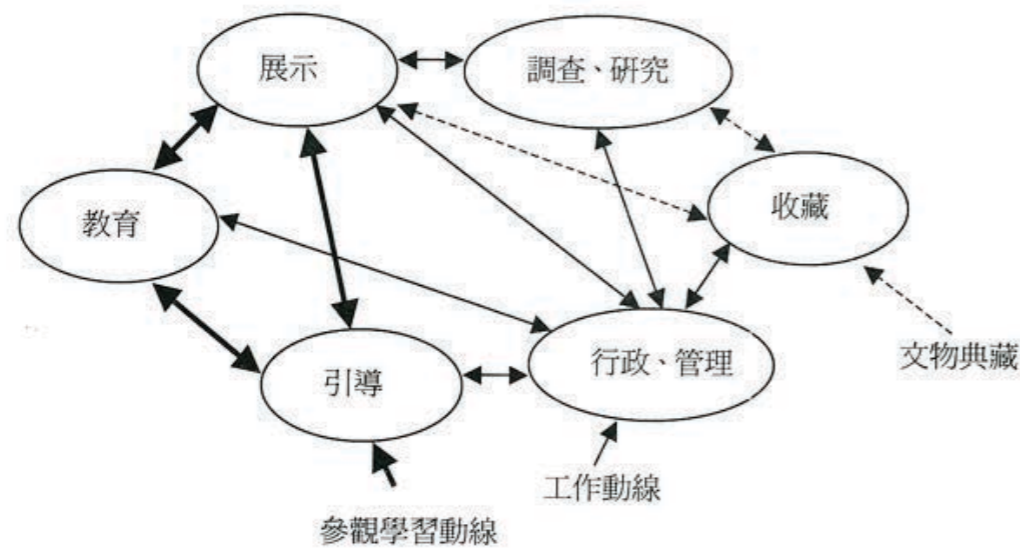 展示
調查、研究
收藏
教育
引導
行政、管理
文物典藏
工作動線
參觀學習動線